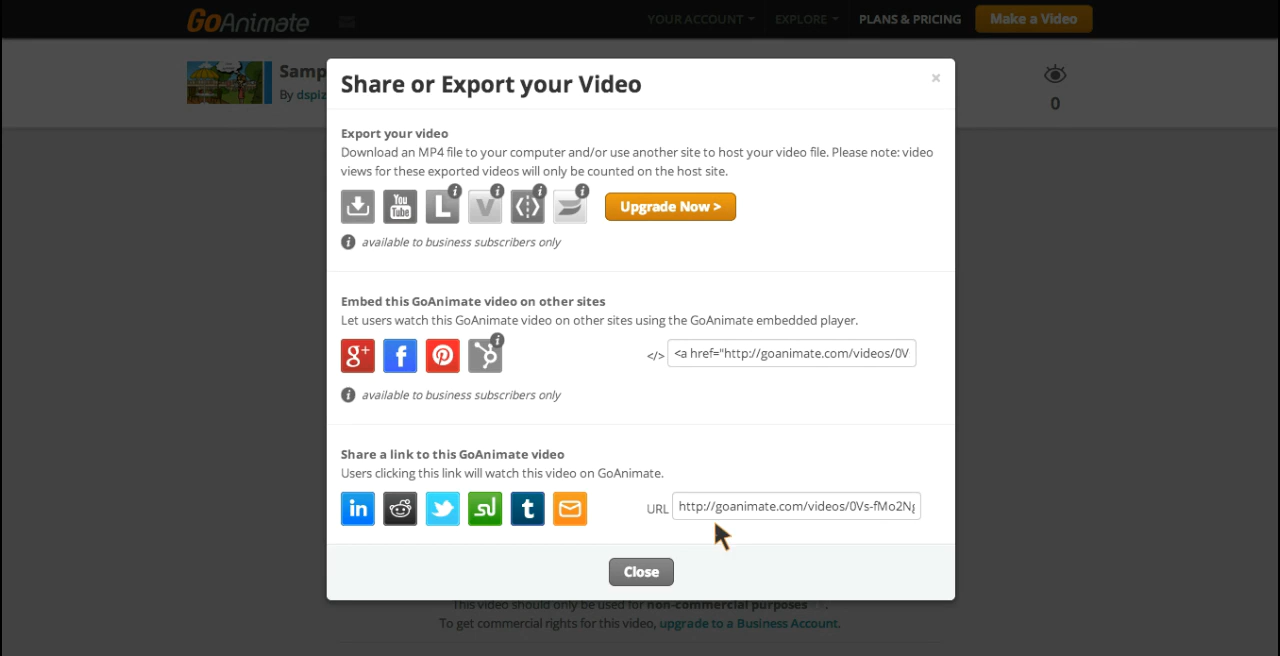 GoAnimate
YOUR ACCOUNT
EXPLORE
PLANS & PRICING
Make a Video
Samp
By dspiz
0
Share or Export your Video
×
Export your video
Download an MP4 file to your computer and/or use another site to host your video file. Please note: video
views for these exported videos will only be counted on the host site.
You Tube
L
i
V
i
i
i
Upgrade Now >
i available to business subscribers only
Embed this GoAnimate video on other sites
Let users watch this GoAnimate video on other sites using the GoAnimate embedded player.
g+
f
i
</> <a href="http://goanimate.com/videos/0V
i available to business subscribers only
Share a link to this GoAnimate video
Users clicking this link will watch this video on GoAnimate.
in
t
URL http://goanimate.com/videos/0Vs-fMo2Ng
Close
This video should only be used for non-commercial purposes .
To get commercial rights for this video, upgrade to a Business Account.